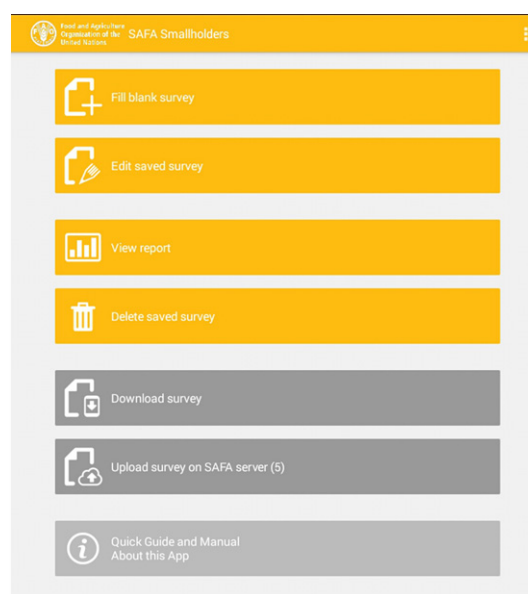 Food and Agriculture
Organization of the
United Nations
SAFA Smallholders
Fill blank survey
Edit saved survey
View report
Delete saved survey
Download survey
Upload survey on SAFA server (5)
Quick Guide and Manual
About this App